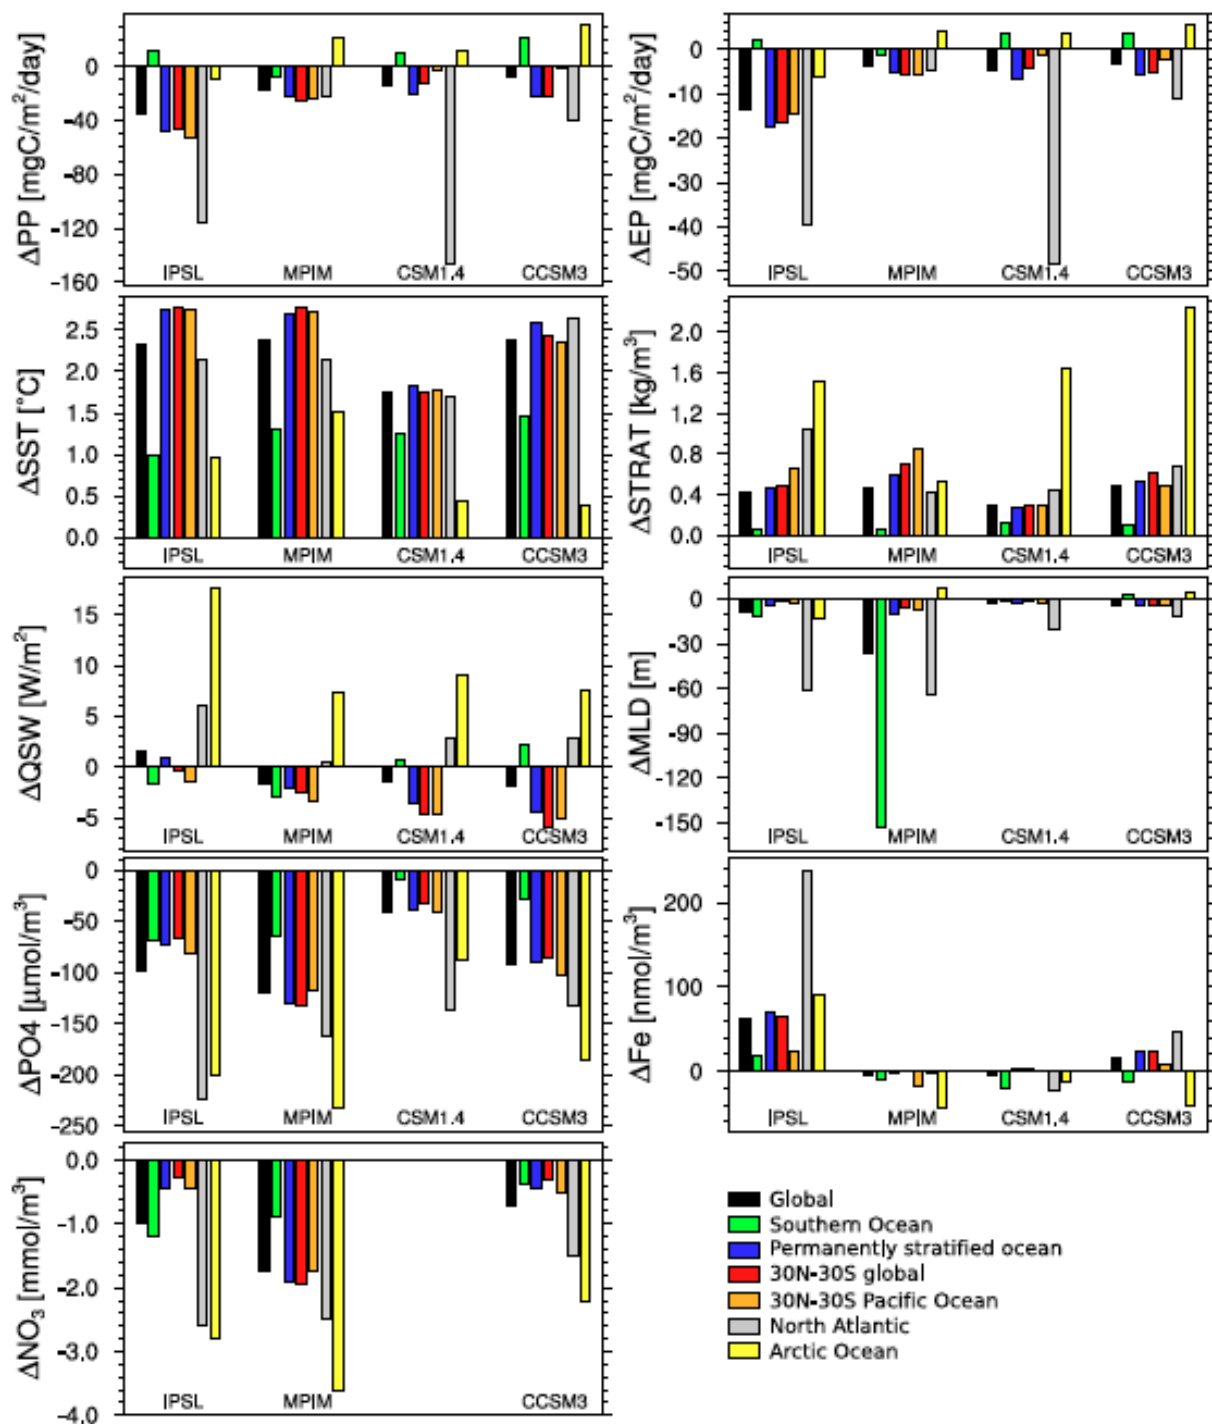 ΔPP [mgC/m²/day]
0
-40
-80
-120
-160
IPSL MPIM CSM1.4 CCSM3
ΔEP [mgC/m²/day]
0
-10
-20
-30
-40
-50
IPSL MPIM CSM1.4 CCSM3
ΔSST [°C]
2.5
2.0
1.5
1.0
0.5
0.0
IPSL MPIM CSM1.4 CCSM3
ΔSTRAT [kg/m³]
2.0
1.6
1.2
0.8
0.4
0.0
IPSL MPIM CSM1.4 CCSM3
ΔQSW [W/m²]
15
10
5
0
-5
IPSL MPIM CSM1.4 CCSM3
ΔMLD [m]
0
-30
-60
-90
-120
-150
IPSL MPIM CSM1.4 CCSM3
ΔPO4 [µmol/m³]
0
-50
-100
-150
-200
-250
IPSL MPIM CSM1.4 CCSM3
ΔFe [nmol/m³]
200
100
0
IPSL MPIM CSM1.4 CCSM3
ΔNO₃ [mmol/m³]
0.0
-1.0
-2.0
-3.0
-4.0
IPSL MPIM CCSM3
Global
Southern Ocean
Permanently stratified ocean
30N-30S global
30N-30S Pacific Ocean
North Atlantic
Arctic Ocean